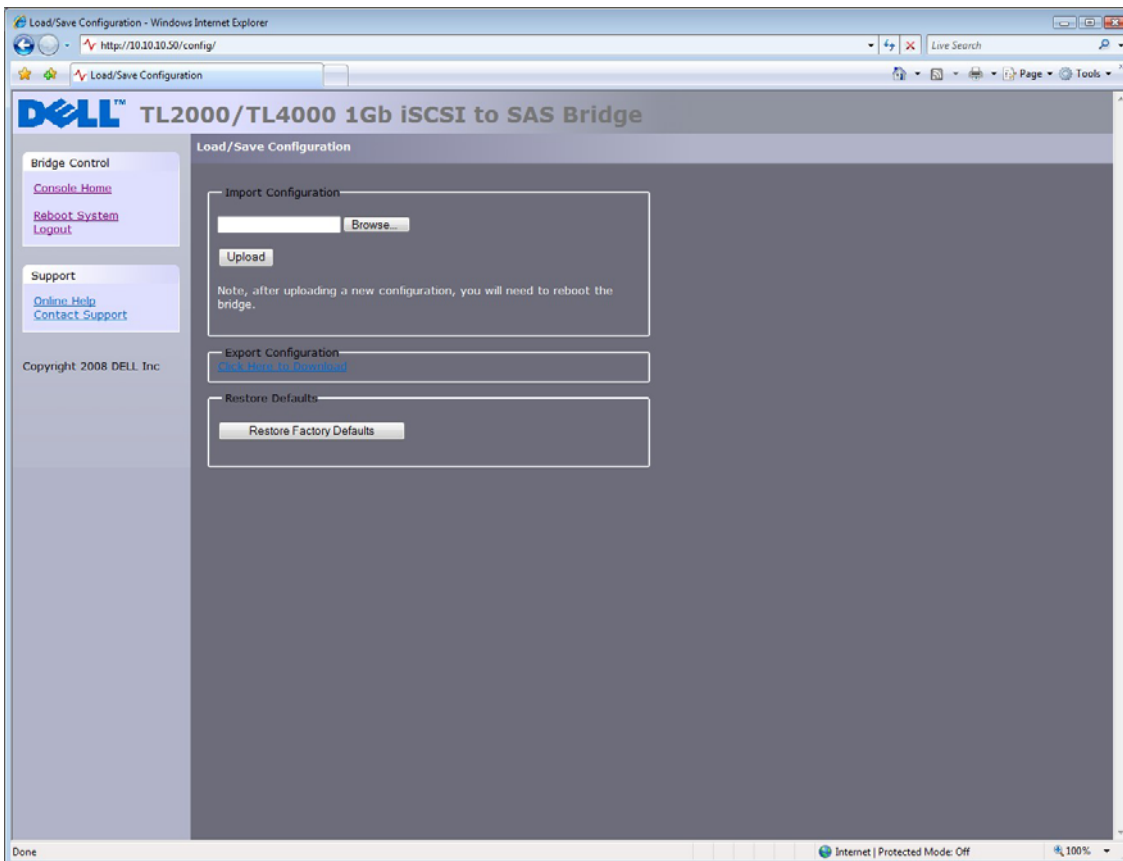 Load/Save Configuration - Windows Internet Explorer
http://10.10.10.50/config/
Live Search
Load/Save Configuration
Page
Tools
DELL™ TL2000/TL4000 1Gb iSCSI to SAS Bridge
Load/Save Configuration
Bridge Control
Console Home
Reboot System
Logout
Support
Online Help
Contact Support
Copyright 2008 DELL Inc
Import Configuration
Browse...
Upload
Note, after uploading a new configuration, you will need to reboot the
bridge.
Export Configuration
Click Here to Download
Restore Defaults
Restore Factory Defaults
Done
Internet | Protected Mode: Off
100%